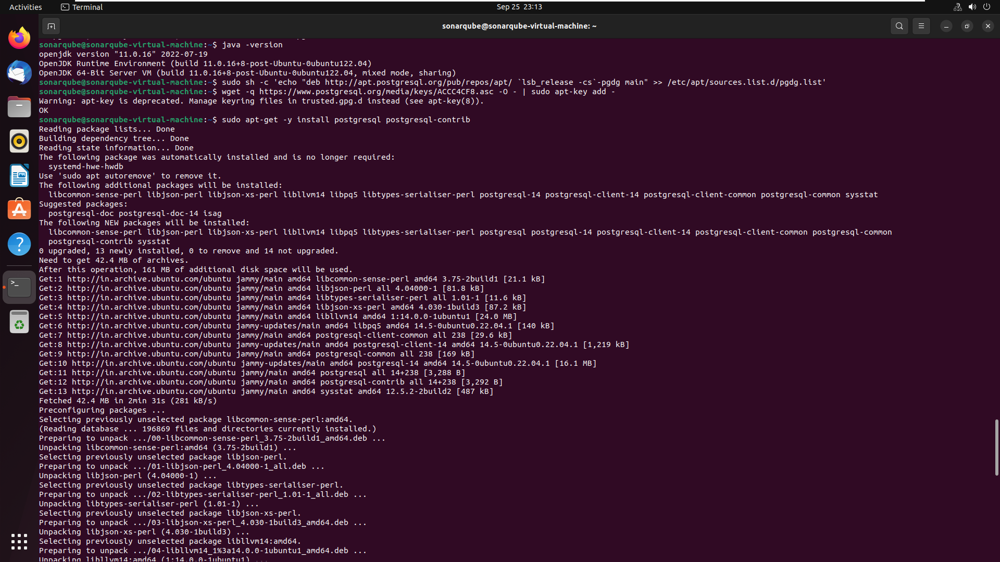 Activities
Terminal
Sep 25 23:13
sonarqube@sonarqube-virtual-machine: ~
sonarqube@sonarqube-virtual-machine:~$ java -version
openjdk version "11.0.16" 2022-07-19
OpenJDK Runtime Environment (build 11.0.16+8-post-Ubuntu-0ubuntu122.04)
OpenJDK 64-Bit Server VM (build 11.0.16+8-post-Ubuntu-0ubuntu122.04, mixed mode, sharing)
sonarqube@sonarqube-virtual-machine:~$ sudo sh -c 'echo "deb http://apt.postgresql.org/pub/repos/apt/ `lsb_release -cs`-pgdg main" >> /etc/apt/sources.list.d/pgdg.list'
sonarqube@sonarqube-virtual-machine:~$ wget -q https://www.postgresql.org/media/keys/ACCC4CF8.asc -O - | sudo apt-key add -
Warning: apt-key is deprecated. Manage keyring files in trusted.gpg.d instead (see apt-key(8)).
OK
sonarqube@sonarqube-virtual-machine:~$ sudo apt-get -y install postgresql postgresql-contrib
Reading package lists... Done
Building dependency tree... Done
Reading state information... Done
The following package was automatically installed and is no longer required:
  systemd-hwe-hwdb
Use 'sudo apt autoremove' to remove it.
The following additional packages will be installed:
  libcommon-sense-perl libjson-perl libjson-xs-perl libllvm14 libpq5 libtypes-serialiser-perl postgresql-14 postgresql-client-14 postgresql-client-common postgresql-common sysstat
Suggested packages:
  postgresql-doc postgresql-doc-14 isag
The following NEW packages will be installed:
  libcommon-sense-perl libjson-perl libjson-xs-perl libllvm14 libpq5 libtypes-serialiser-perl postgresql postgresql-14 postgresql-client-14 postgresql-client-common postgresql-common
  postgresql-contrib sysstat
0 upgraded, 13 newly installed, 0 to remove and 14 not upgraded.
Need to get 42.4 MB of archives.
After this operation, 161 MB of additional disk space will be used.
Get:1 http://in.archive.ubuntu.com/ubuntu jammy/main amd64 libcommon-sense-perl amd64 3.75-2build1 [21.1 kB]
Get:2 http://in.archive.ubuntu.com/ubuntu jammy/main amd64 libjson-perl all 4.04000-1 [81.8 kB]
Get:3 http://in.archive.ubuntu.com/ubuntu jammy/main amd64 libtypes-serialiser-perl all 1.01-1 [11.6 kB]
Get:4 http://in.archive.ubuntu.com/ubuntu jammy/main amd64 libjson-xs-perl amd64 4.030-1build3 [87.2 kB]
Get:5 http://in.archive.ubuntu.com/ubuntu jammy/main amd64 libllvm14 amd64 1:14.0.0-1ubuntu1 [24.0 MB]
Get:6 http://in.archive.ubuntu.com/ubuntu jammy-updates/main amd64 libpq5 amd64 14.5-0ubuntu0.22.04.1 [140 kB]
Get:7 http://in.archive.ubuntu.com/ubuntu jammy/main amd64 postgresql-client-common all 238 [29.6 kB]
Get:8 http://in.archive.ubuntu.com/ubuntu jammy-updates/main amd64 postgresql-client-14 amd64 14.5-0ubuntu0.22.04.1 [1,219 kB]
Get:9 http://in.archive.ubuntu.com/ubuntu jammy/main amd64 postgresql-common all 238 [169 kB]
Get:10 http://in.archive.ubuntu.com/ubuntu jammy-updates/main amd64 postgresql-14 amd64 14.5-0ubuntu0.22.04.1 [16.1 MB]
Get:11 http://in.archive.ubuntu.com/ubuntu jammy/main amd64 postgresql all 14+238 [3,288 B]
Get:12 http://in.archive.ubuntu.com/ubuntu jammy/main amd64 postgresql-contrib all 14+238 [3,292 B]
Get:13 http://in.archive.ubuntu.com/ubuntu jammy/main amd64 sysstat amd64 12.5.2-2build2 [487 kB]
Fetched 42.4 MB in 2min 31s (281 kB/s)
Preconfiguring packages ...
Selecting previously unselected package libcommon-sense-perl:amd64.
(Reading database ... 196869 files and directories currently installed.)
Preparing to unpack .../00-libcommon-sense-perl_3.75-2build1_amd64.deb ...
Unpacking libcommon-sense-perl:amd64 (3.75-2build1) ...
Selecting previously unselected package libjson-perl.
Preparing to unpack .../01-libjson-perl_4.04000-1_all.deb ...
Unpacking libjson-perl (4.04000-1) ...
Selecting previously unselected package libtypes-serialiser-perl.
Preparing to unpack .../02-libtypes-serialiser-perl_1.01-1_all.deb ...
Unpacking libtypes-serialiser-perl (1.01-1) ...
Selecting previously unselected package libjson-xs-perl.
Preparing to unpack .../03-libjson-xs-perl_4.030-1build3_amd64.deb ...
Unpacking libjson-xs-perl (4.030-1build3) ...
Selecting previously unselected package libllvm14:amd64.
Preparing to unpack .../04-libllvm14_1%3a14.0.0-1ubuntu1_amd64.deb ...
Unpacking libllvm14:amd64 (1:14.0.0-1ubuntu1) ...